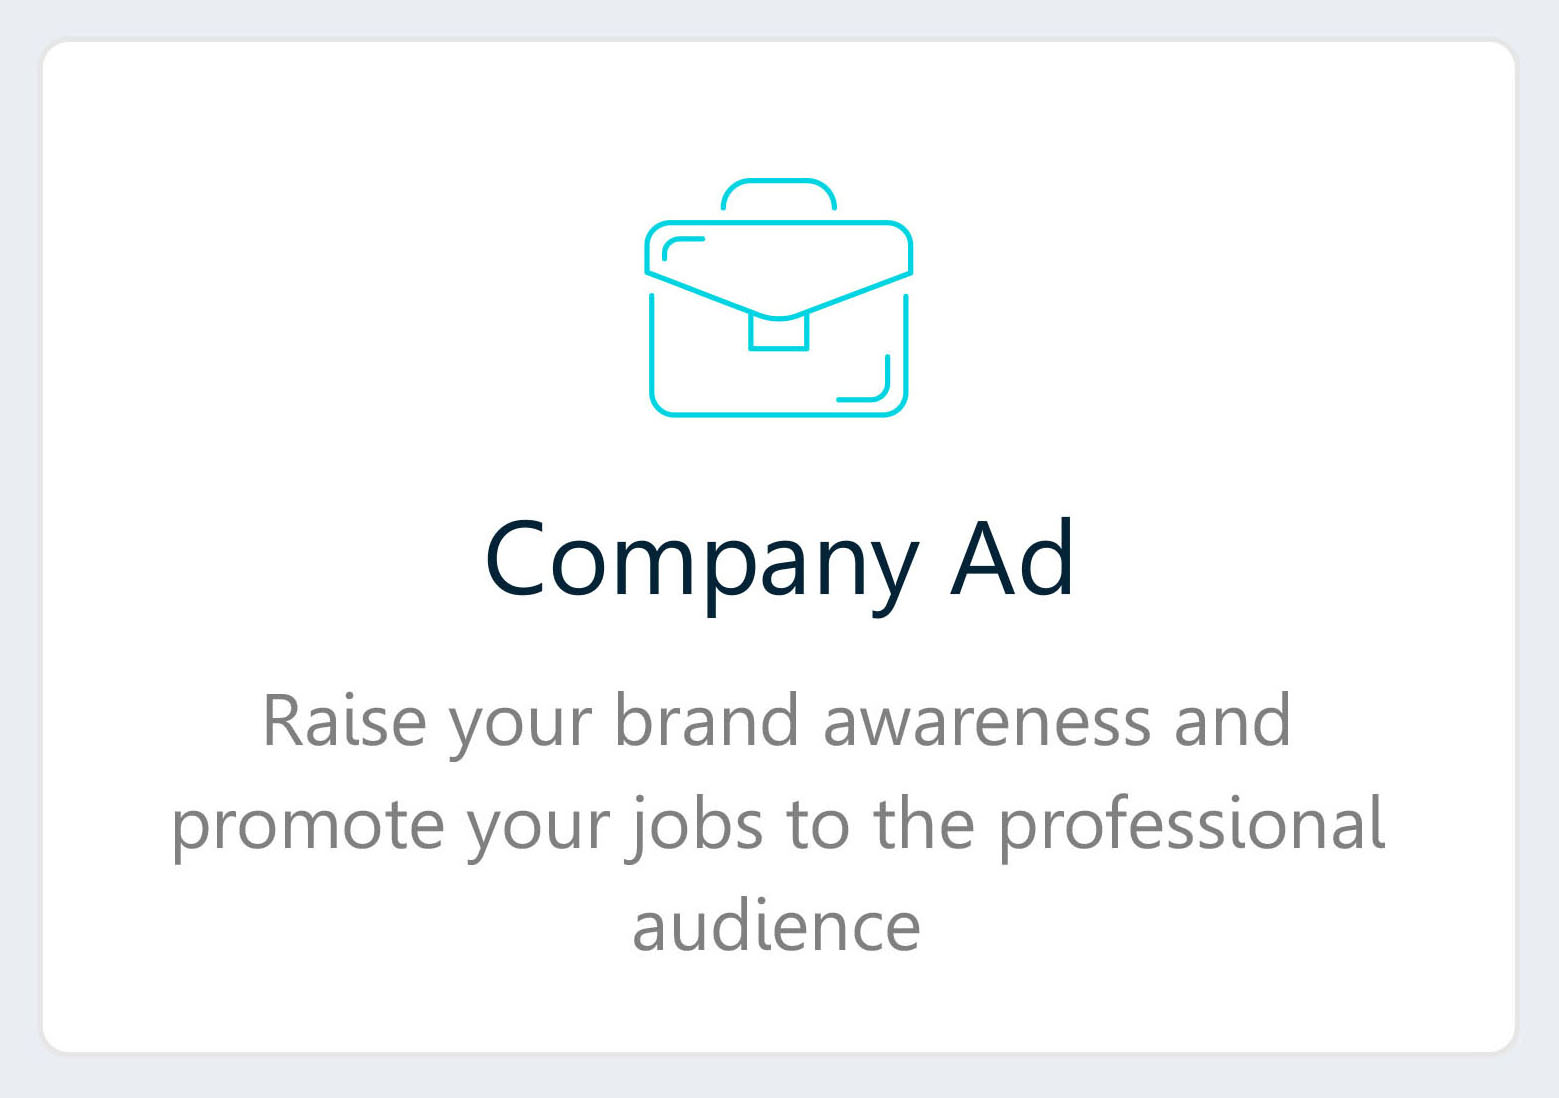 Company Ad
Raise your brand awareness and
promote your jobs to the professional
audience